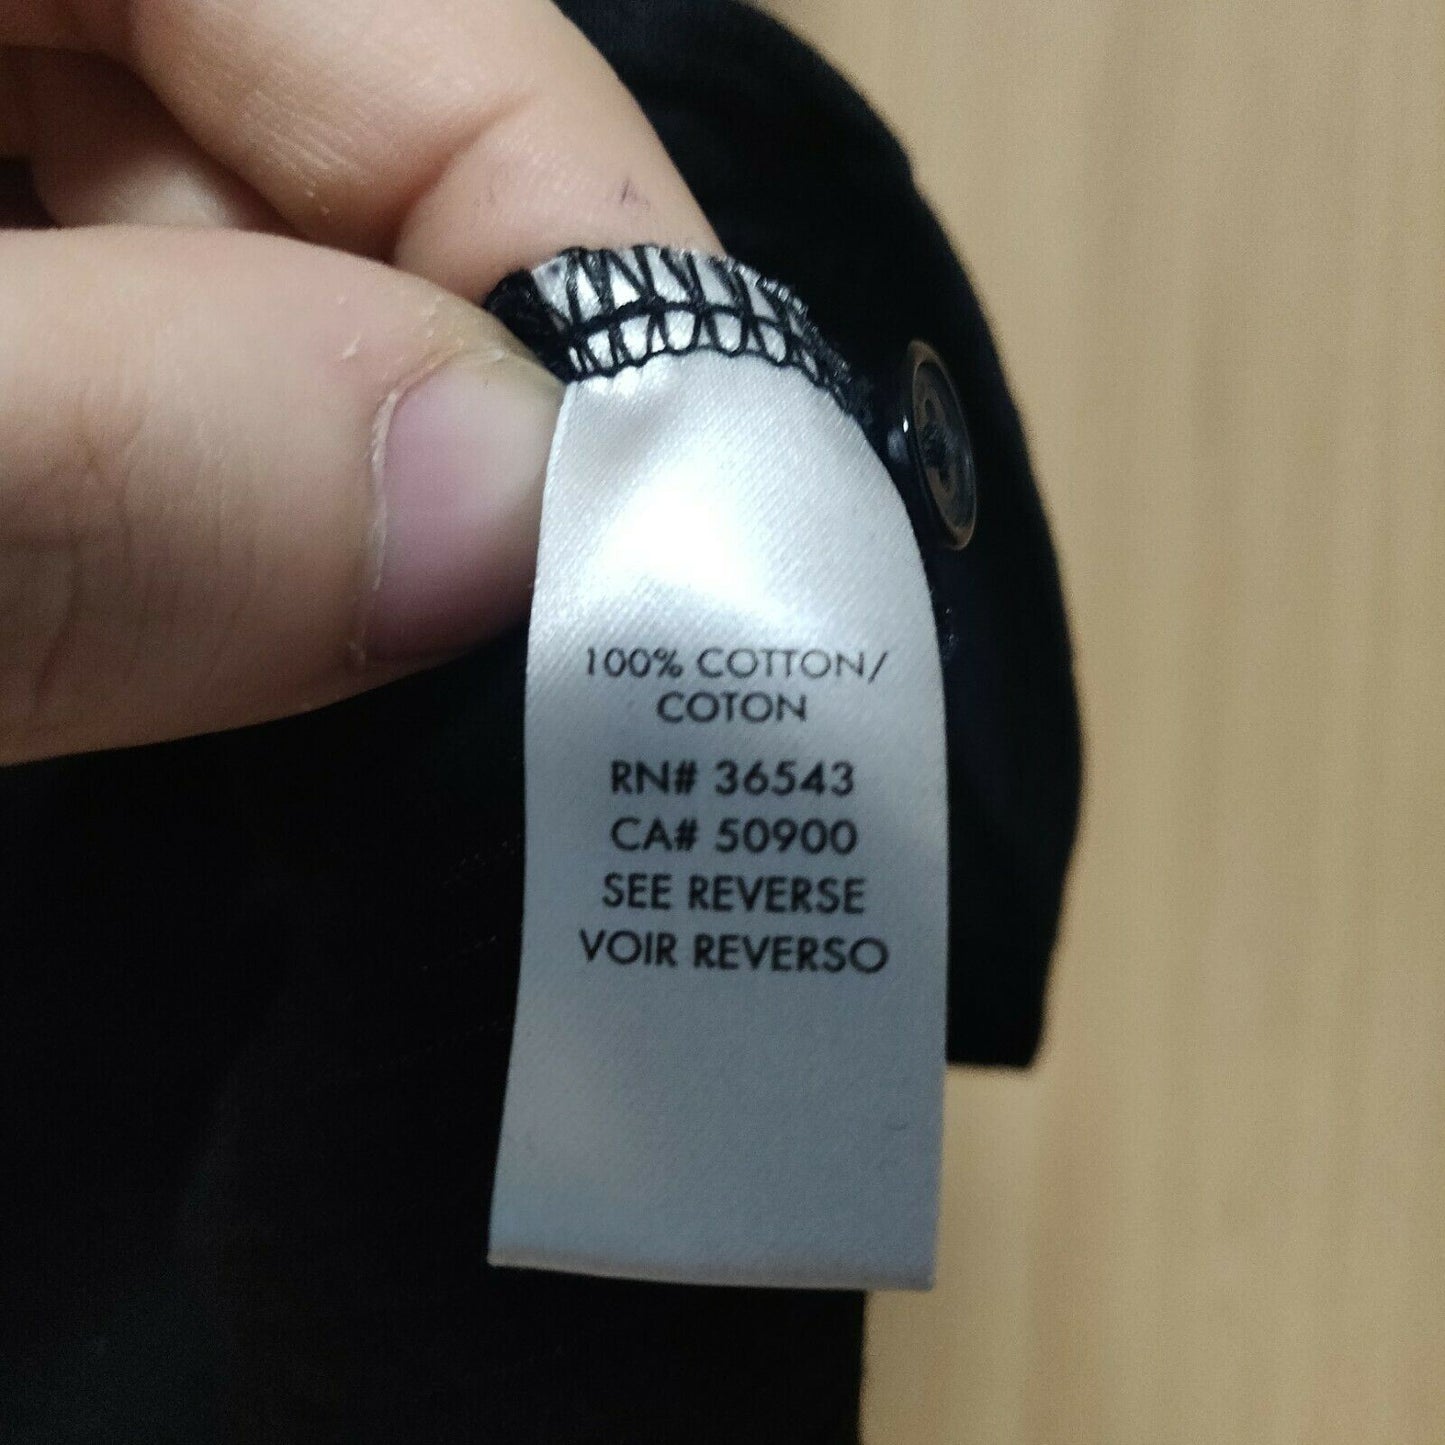 100% COTTON/
COTON
RN# 36543
CA# 50900
SEE REVERSE
VOIR REVERSO